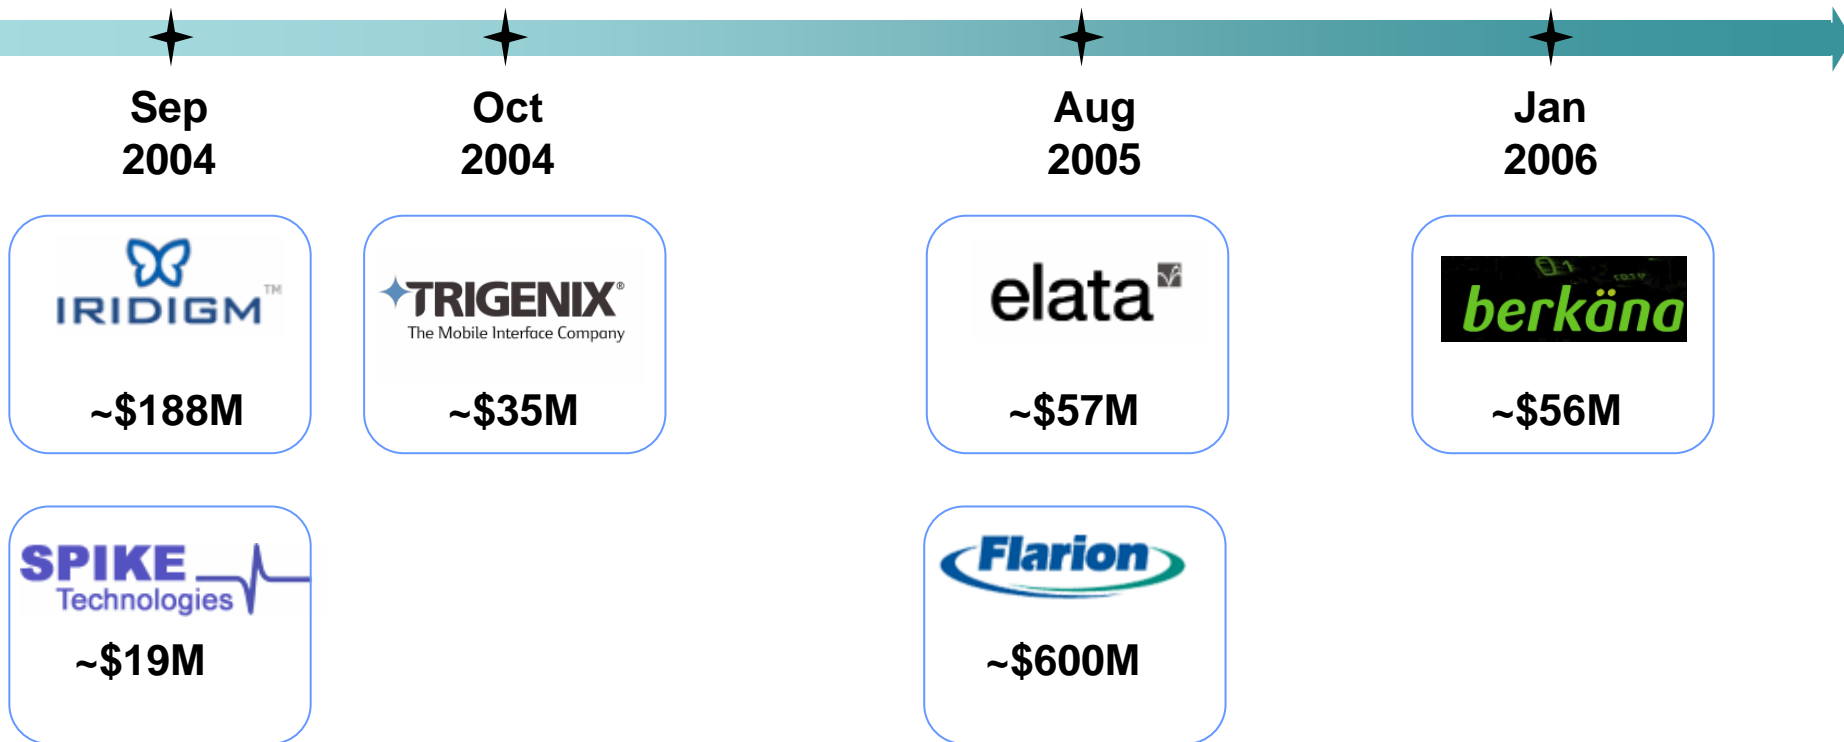 Sep
2004
Oct
2004
Aug
2005
Jan
2006
IRIDIGM™
~$188M
TRIGENIX®
The Mobile Interface Company
~$35M
elata
~$57M
berkäna
~$56M
SPIKE
Technologies
~$19M
Flarion
~$600M